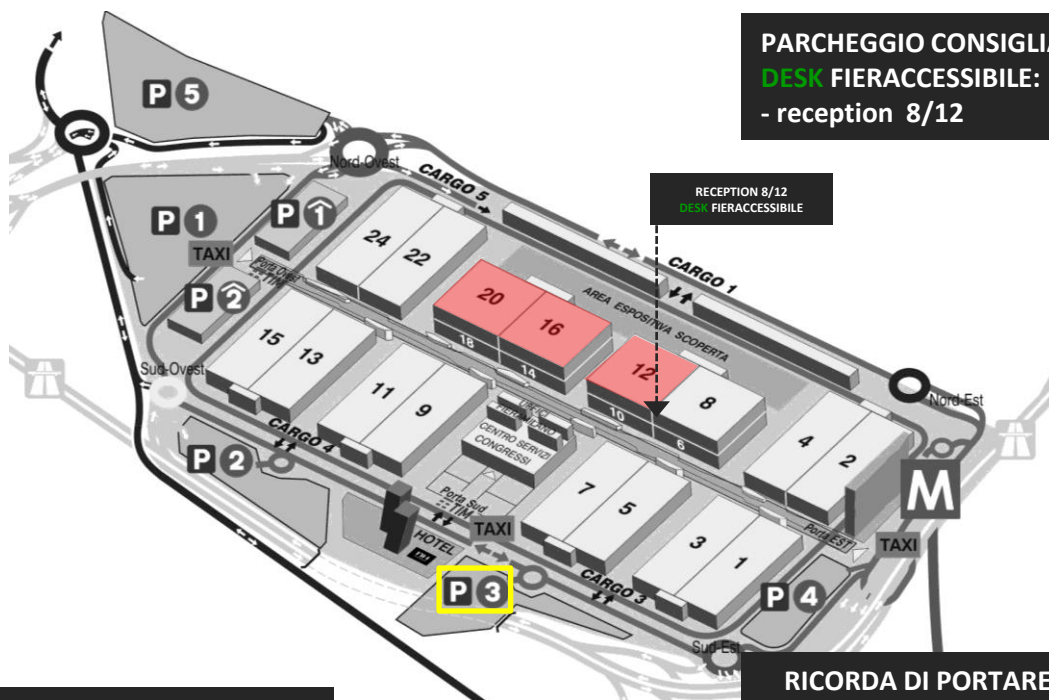 PARCHEGGIO CONSIGLIA
DESK FIERACCESSIBILE:
- reception 8/12
P 5
Nord-Ovest
CARGO 5
RECEPTION 8/12
DESK FIERACCESSIBILE
P 1
P 1
TAXI
Porta Ovest
TIM
P 2
24
22
CARGO 1
20
16
AREA ESPOSITIVA SCOPERTA
18
14
12
8
10
6
Nord-Est
15
13
Sud-Ovest
11
9
CENTRO SERVIZI
CONGRESSI
4
2
M
CARGO 4
P 2
Porta Sud
TIM
7
5
Porta EST
TAXI
HOTEL
TAXI
3
1
P 3
CARGO 3
P 4
Sud-Est
RICORDA DI PORTARE